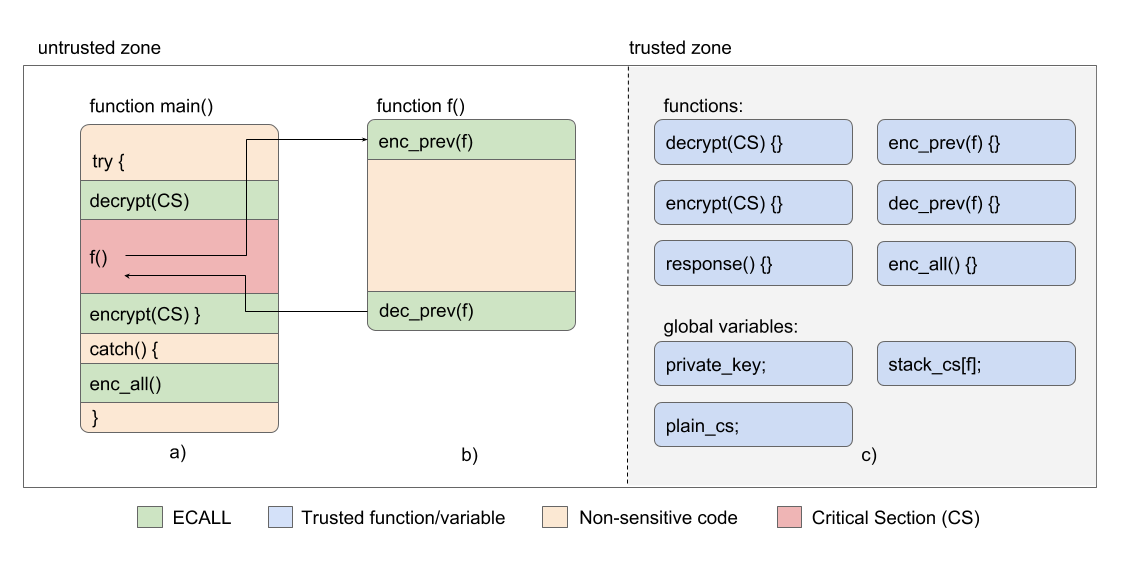 untrusted zone
trusted zone
function main()
try {
decrypt(CS)
f()
encrypt(CS) }
catch() {
enc_all()
}
a)
function f()
enc_prev(f)
dec_prev(f)
b)
functions:
decrypt(CS) {}
enc_prev(f) {}
encrypt(CS) {}
dec_prev(f) {}
response() {}
enc_all() {}
global variables:
private_key;
stack_cs[f];
plain_cs;
c)
ECALL
Trusted function/variable
Non-sensitive code
Critical Section (CS)